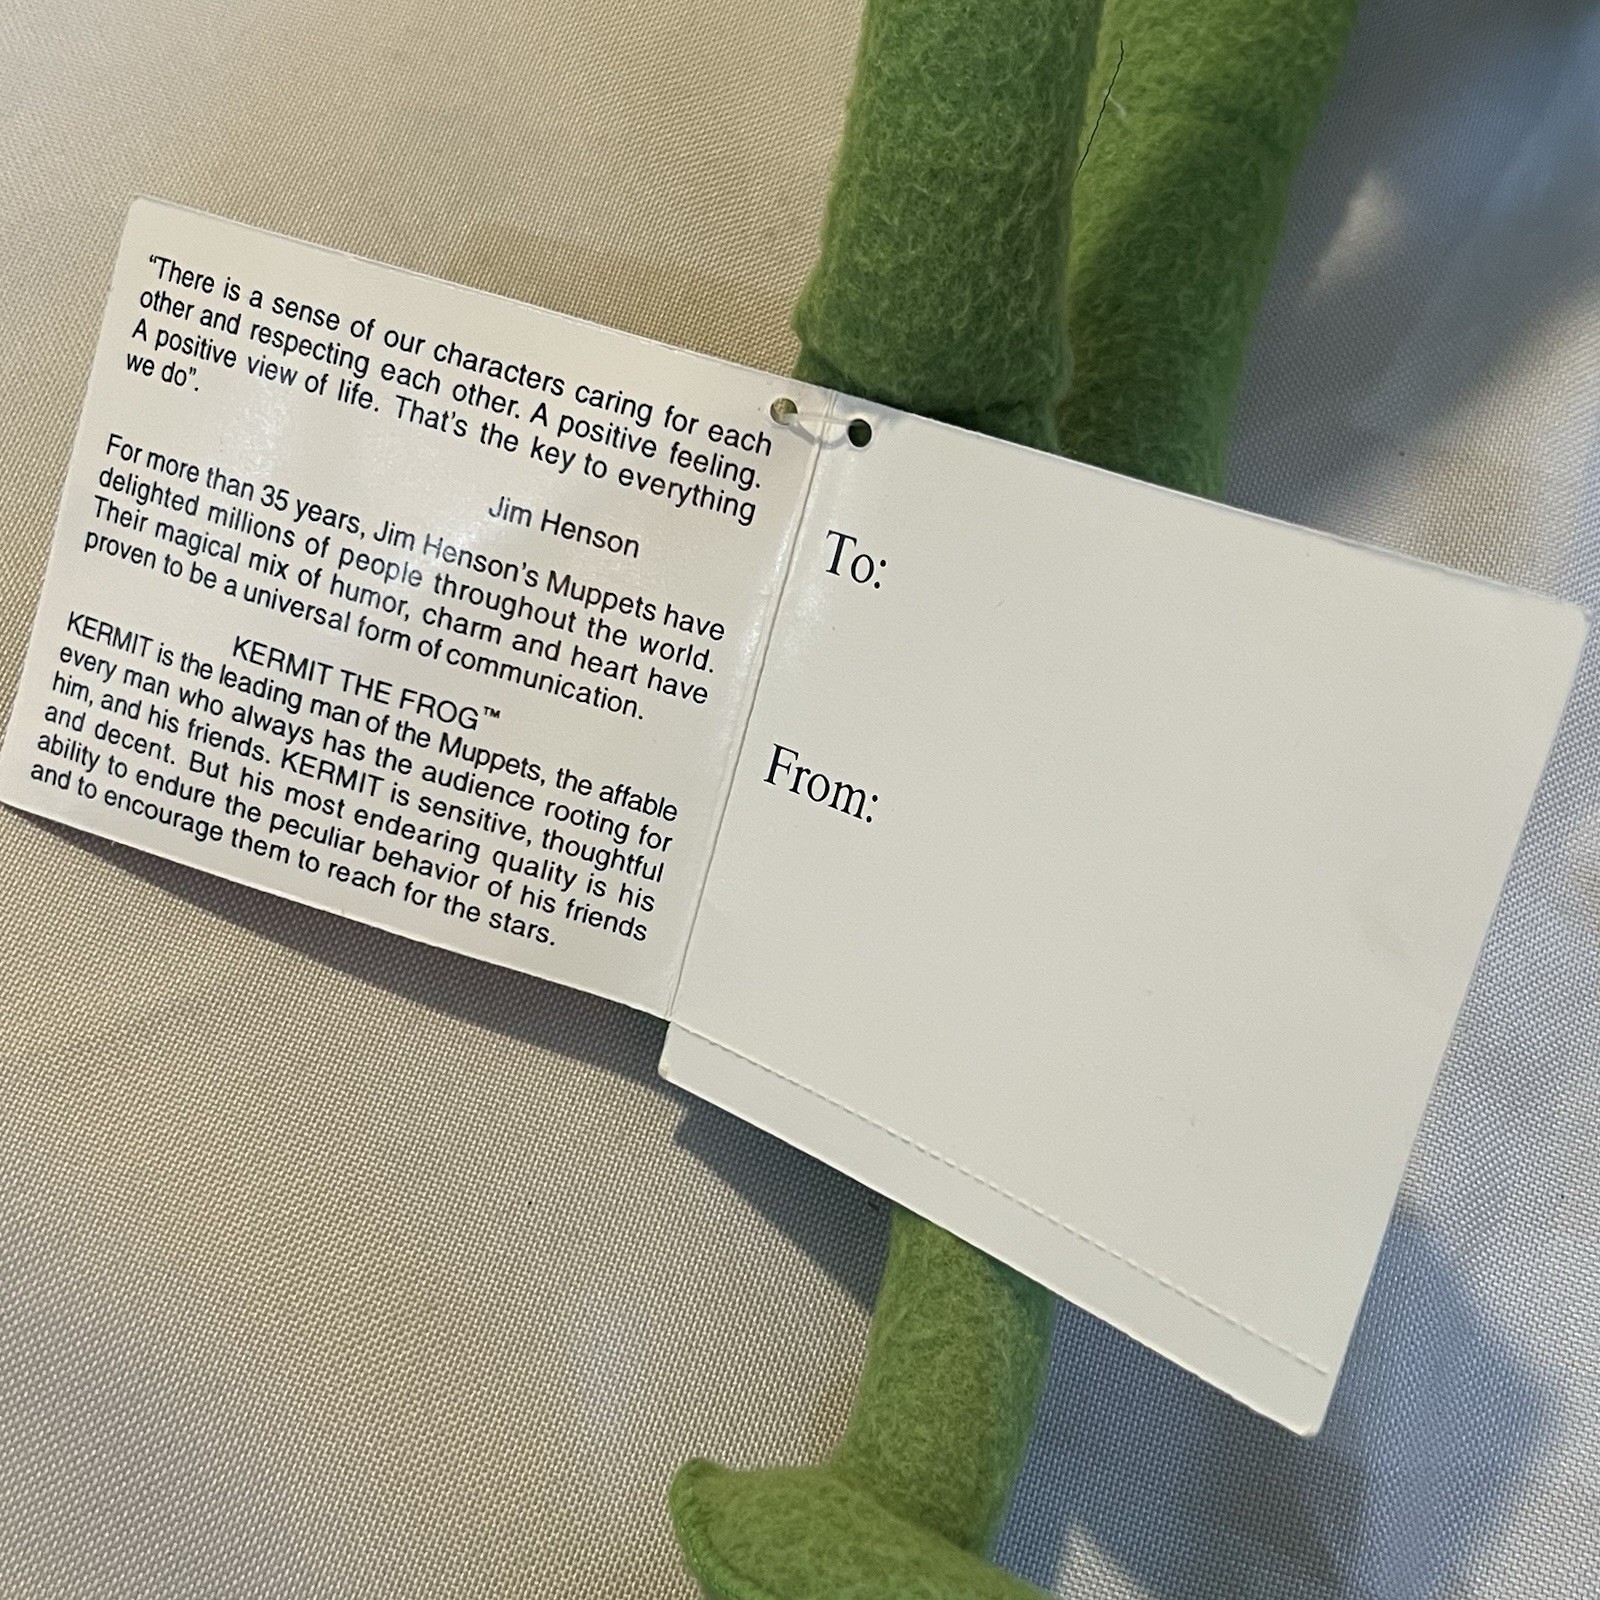 “There is a sense of our characters caring for each
other and respecting each other. A positive feeling.
A positive view of life. That’s the key to everything
we do”.
Jim Henson
For more than 35 years, Jim Henson’s Muppets have
delighted millions of people throughout the world.
Their magical mix of humor, charm and heart have
proven to be a universal form of communication.
KERMIT THE FROG™
KERMIT is the leading man of the Muppets, the affable
every man who always has the audience rooting for
him, and his friends. KERMIT is sensitive, thoughtful
and decent. But his most endearing quality is his
ability to endure the peculiar behavior of his friends
and to encourage them to reach for the stars.
To:
From: